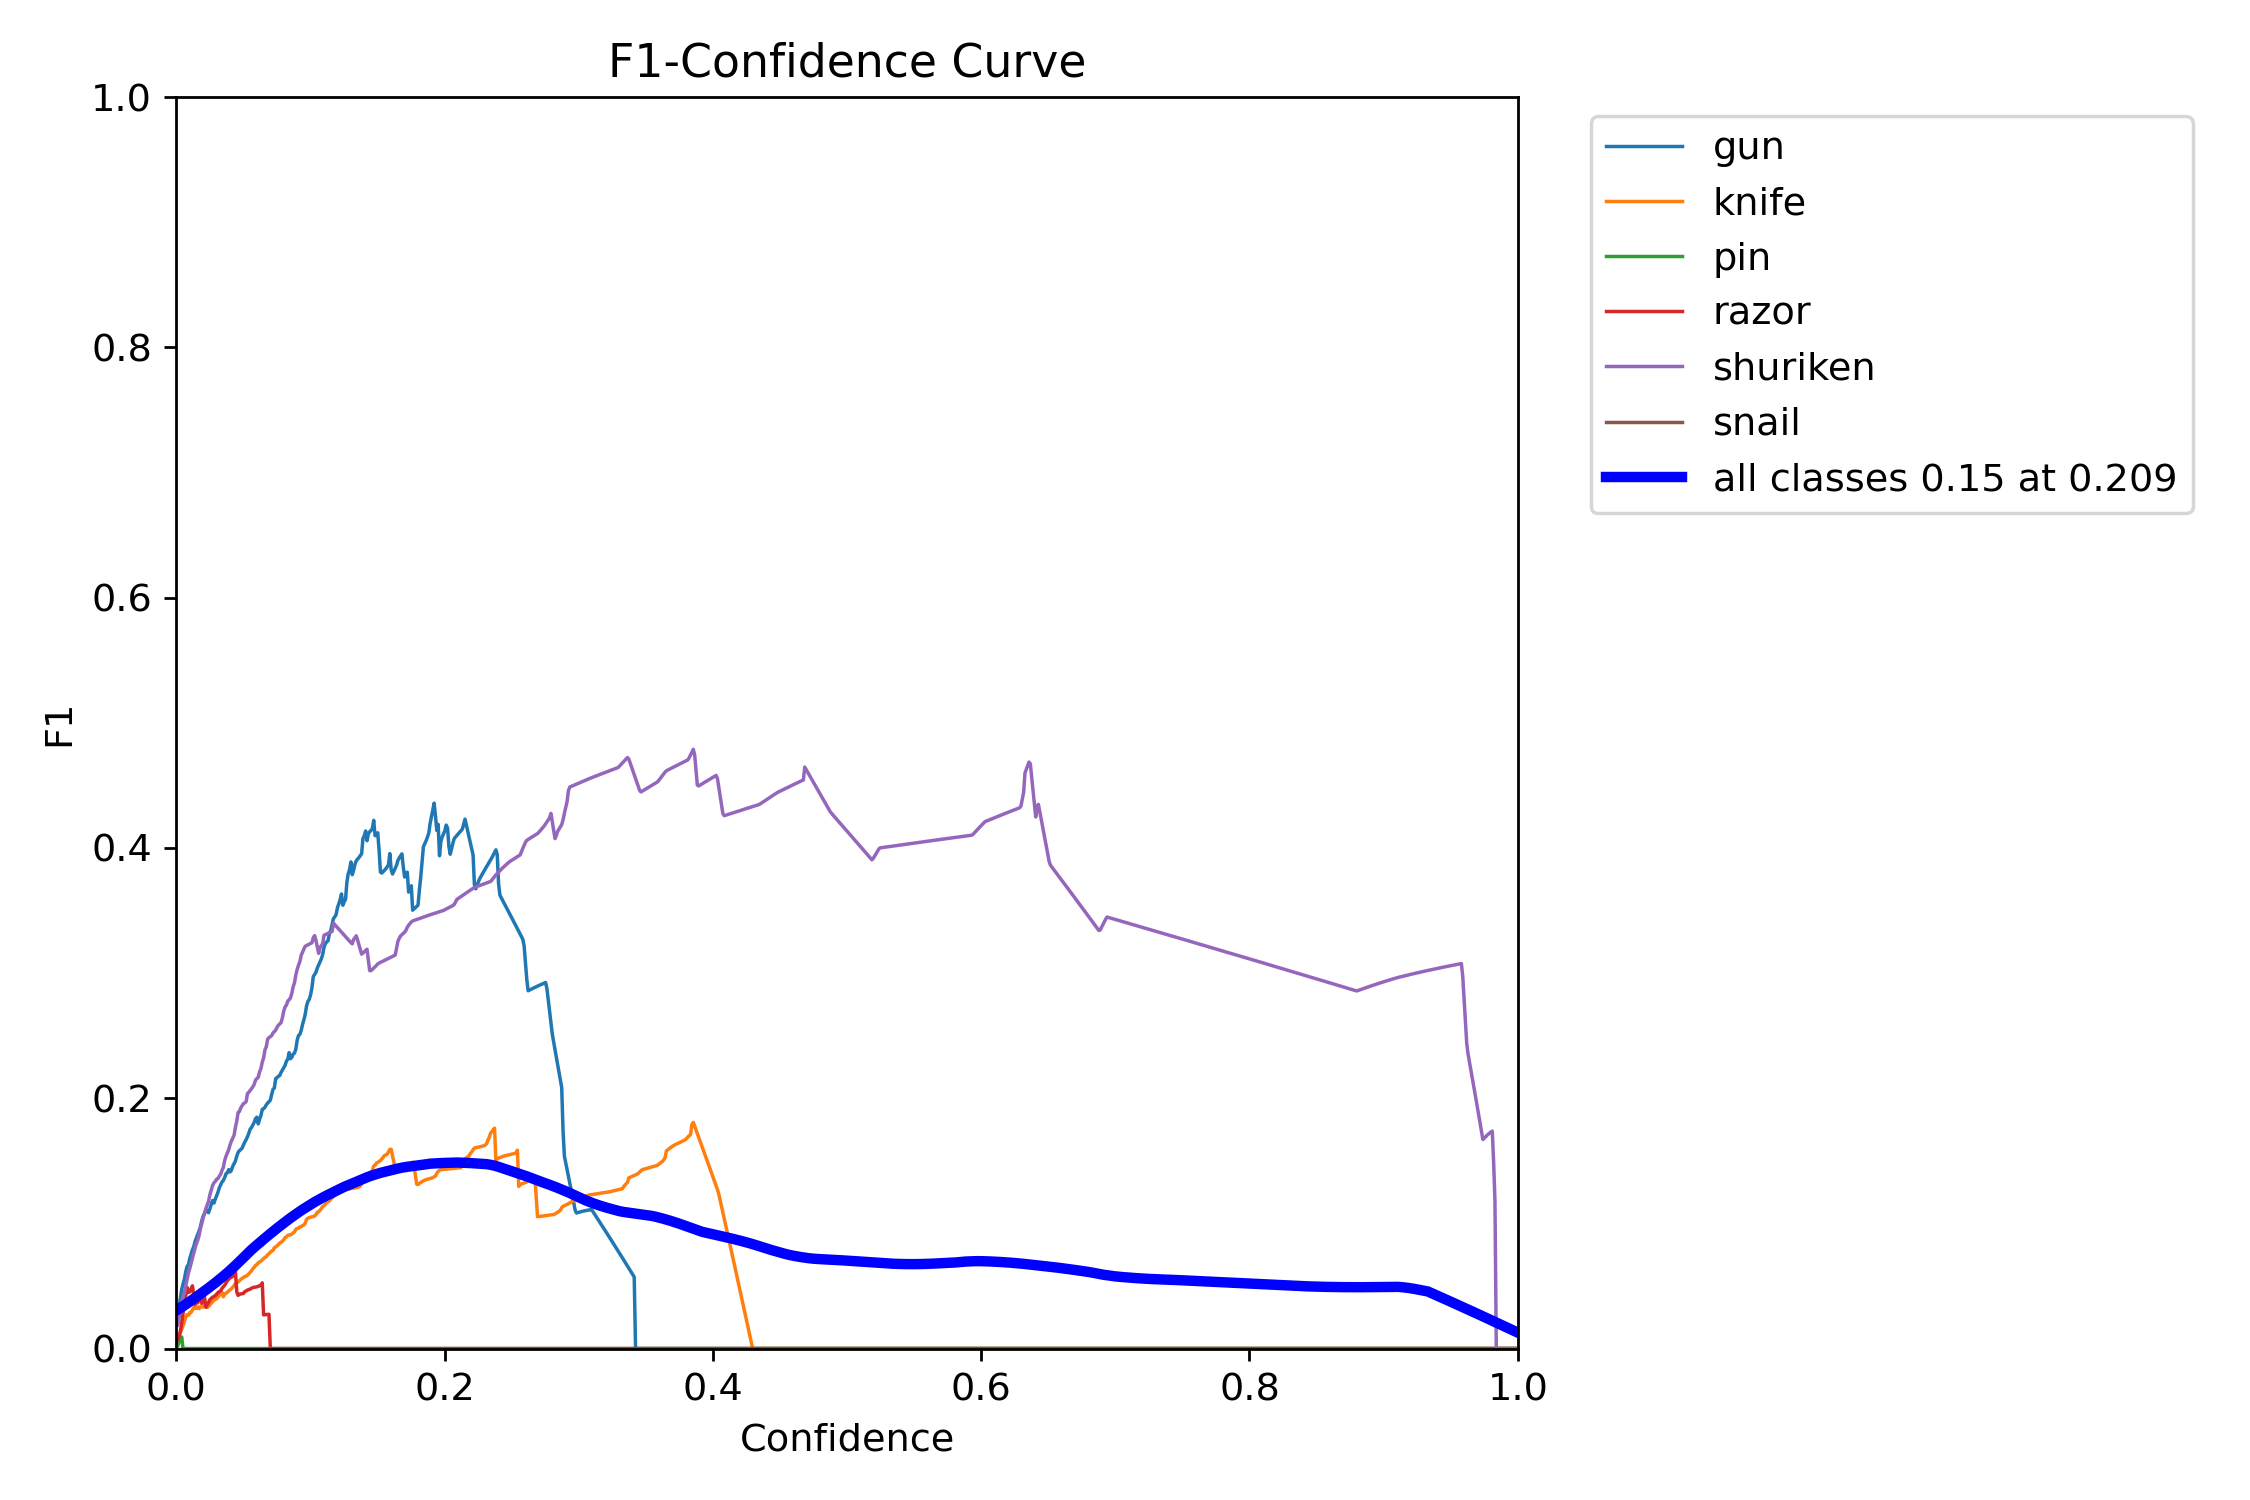 F1-Confidence Curve
1.0
0.8
0.6
0.4
0.2
0.0
F1
0.0 0.2 0.4 0.6 0.8 1.0
Confidence
gun
knife
pin
razor
shuriken
snail
all classes 0.15 at 0.209